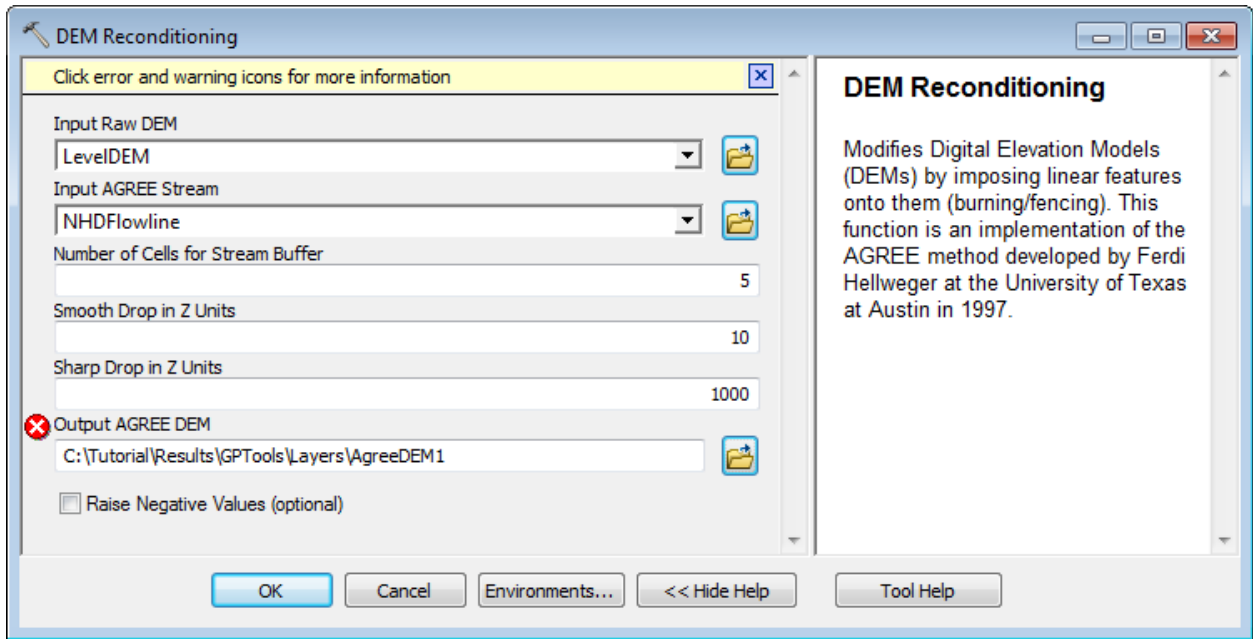 DEM Reconditioning
Click error and warning icons for more information
Input Raw DEM
LevelDEM
Input AGREE Stream
NHDFlowline
Number of Cells for Stream Buffer
5
Smooth Drop in Z Units
10
Sharp Drop in Z Units
1000
Output AGREE DEM
C:\Tutorial\Results\GPTools\Layers\AgreeDEM1
Raise Negative Values (optional)
DEM Reconditioning
Modifies Digital Elevation Models
(DEMs) by imposing linear features
onto them (burning/fencing). This
function is an implementation of the
AGREE method developed by Ferdi
Hellweger at the University of Texas
at Austin in 1997.
OK
Cancel
Environments...
<< Hide Help
Tool Help